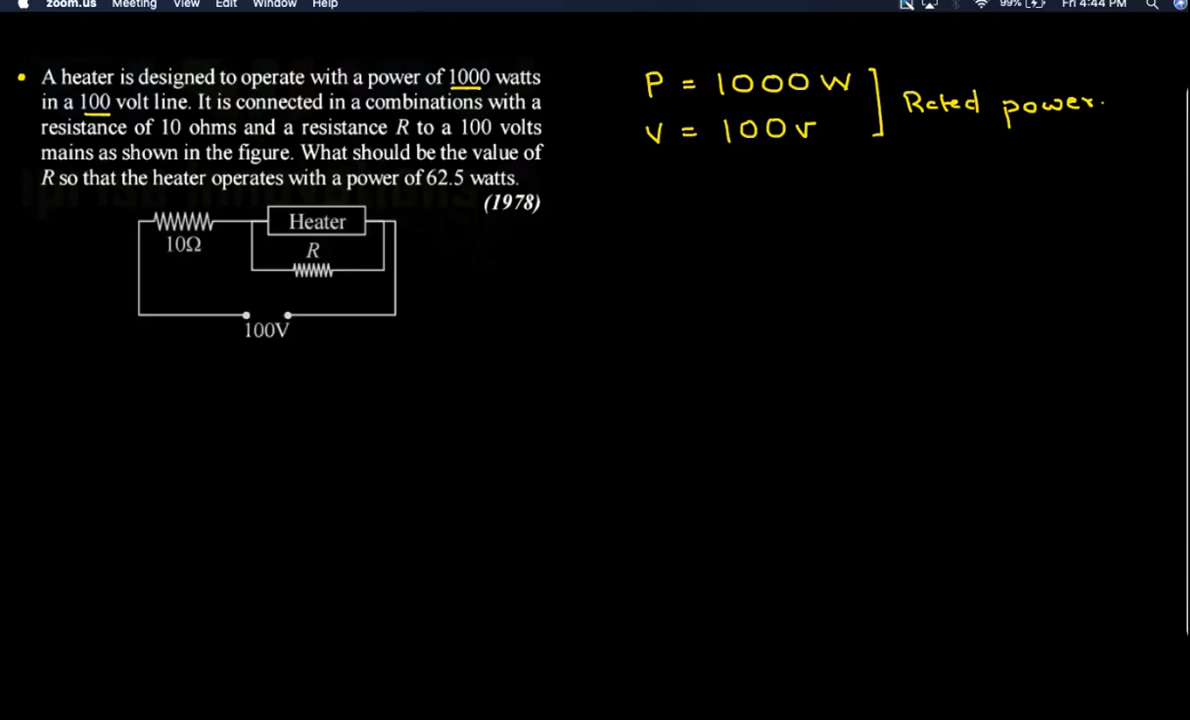 zoom.us Meeting View Edit Window Help 99% Fri 4:44 PM
• A heater is designed to operate with a power of 1000 watts
in a 100 volt line. It is connected in a combinations with a
resistance of 10 ohms and a resistance R to a 100 volts
mains as shown in the figure. What should be the value of
R so that the heater operates with a power of 62.5 watts.
(1978)
Heater
10Ω
R
100V
P = 1000 W
V = 100 v
Rated power.